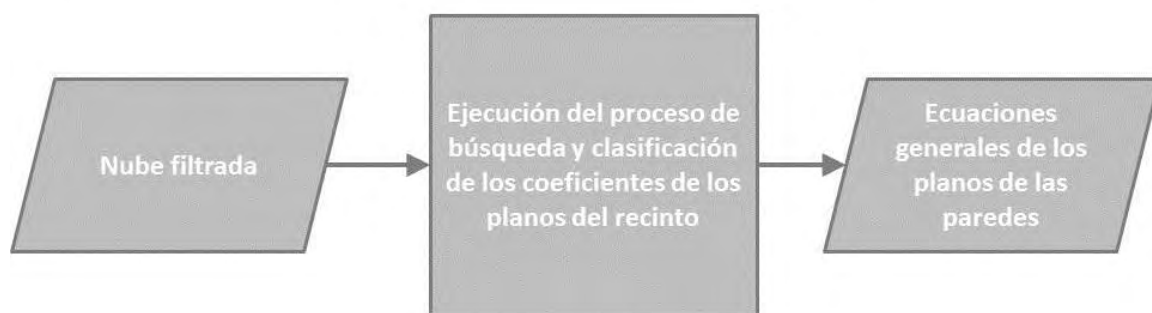 Nube filtrada
Ejecución del proceso de
búsqueda y clasificación
de los coeficientes de los
planos del recinto
Ecuaciones
generales de los
planos de las
paredes